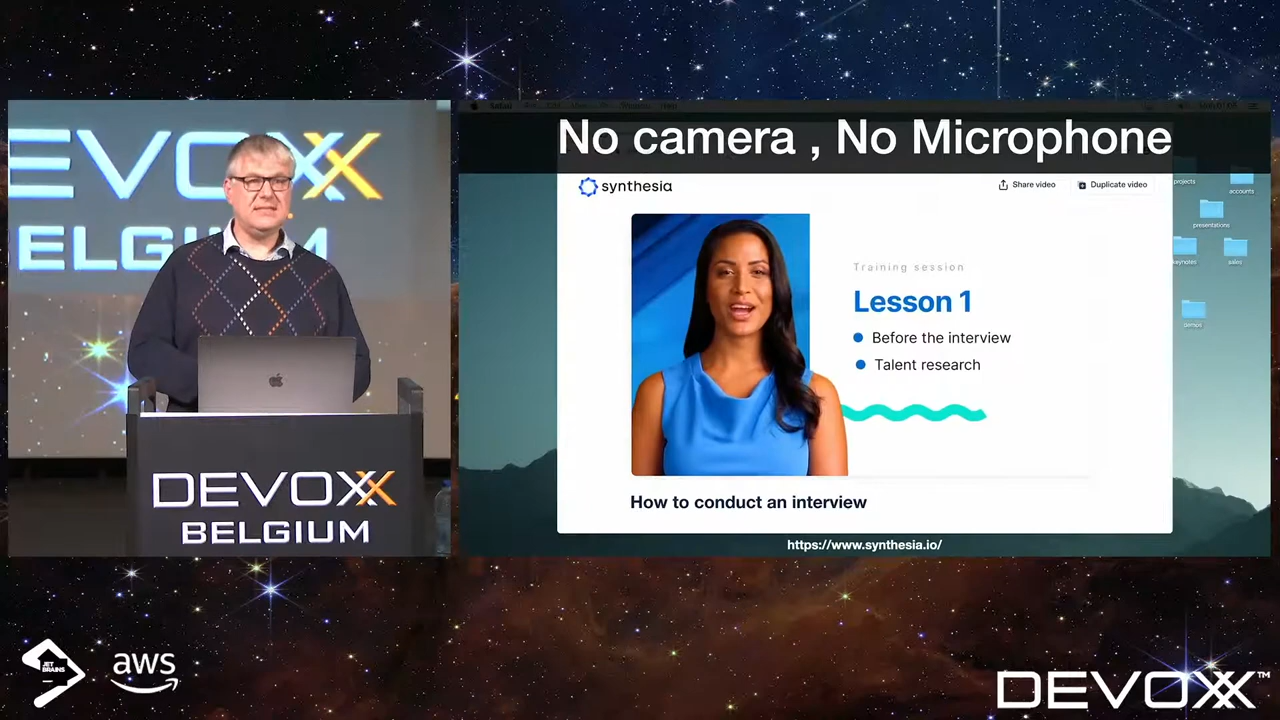 EVOXX
BELGIUM
DEVOXX
BELGIUM
No camera , No Microphone
synthesia
Share video
Duplicate video
Training session
Lesson 1
Before the interview
Talent research
How to conduct an interview
https://www.synthesia.io/
projects
accounts
presentations
keynotes
sales
demos
JET
BRAINS
aws
DEVOXX™